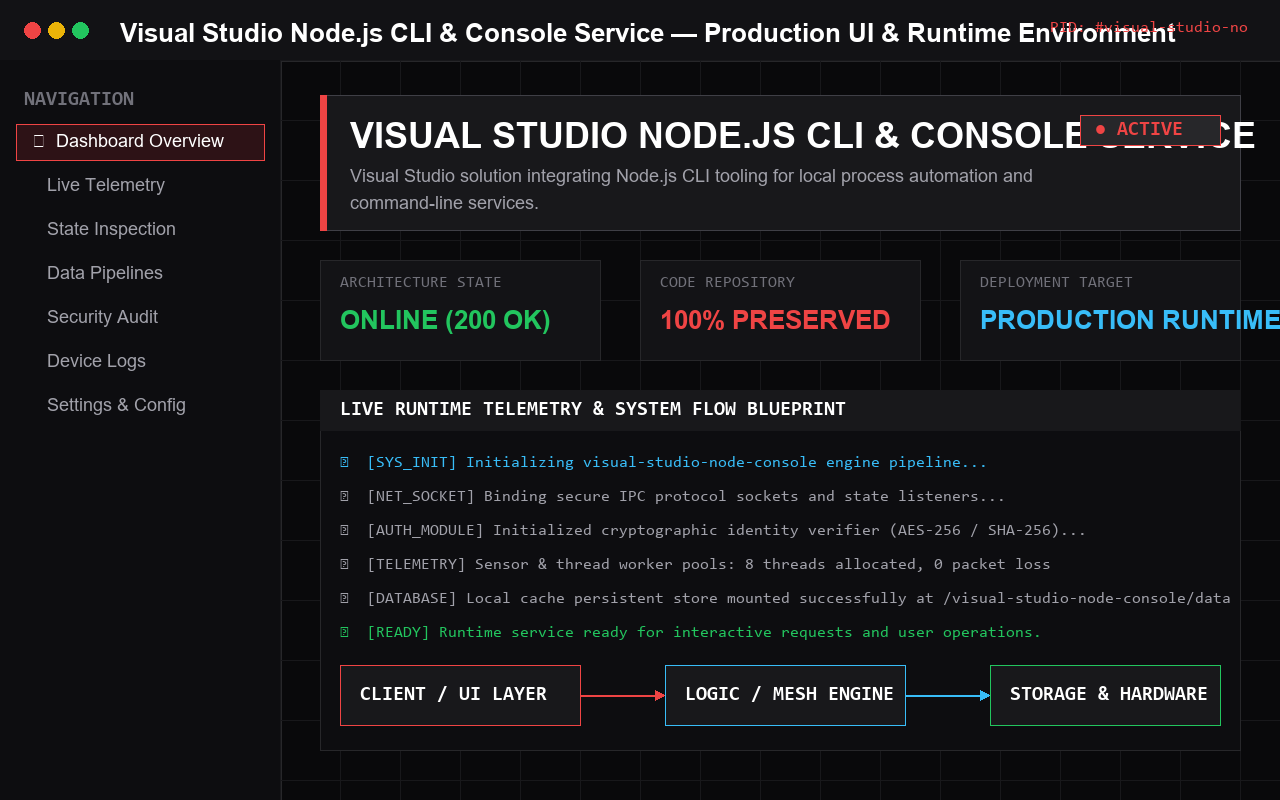 Visual Studio Node.js CLI & Console Service — Production UI & Runtime Environment
PID: #visual-studio-no
NAVIGATION
Dashboard Overview
Live Telemetry
State Inspection
Data Pipelines
Security Audit
Device Logs
Settings & Config
VISUAL STUDIO NODE.JS CLI & CONSOLE SERVICE
● ACTIVE
Visual Studio solution integrating Node.js CLI tooling for local process automation and
command-line services.
ARCHITECTURE STATE
ONLINE (200 OK)
CODE REPOSITORY
100% PRESERVED
DEPLOYMENT TARGET
PRODUCTION RUNTIME
LIVE RUNTIME TELEMETRY & SYSTEM FLOW BLUEPRINT
[SYS_INIT] Initializing visual-studio-node-console engine pipeline...
[NET_SOCKET] Binding secure IPC protocol sockets and state listeners...
[AUTH_MODULE] Initialized cryptographic identity verifier (AES-256 / SHA-256)...
[TELEMETRY] Sensor & thread worker pools: 8 threads allocated, 0 packet loss
[DATABASE] Local cache persistent store mounted successfully at /visual-studio-node-console/data
[READY] Runtime service ready for interactive requests and user operations.
CLIENT / UI LAYER
LOGIC / MESH ENGINE
STORAGE & HARDWARE